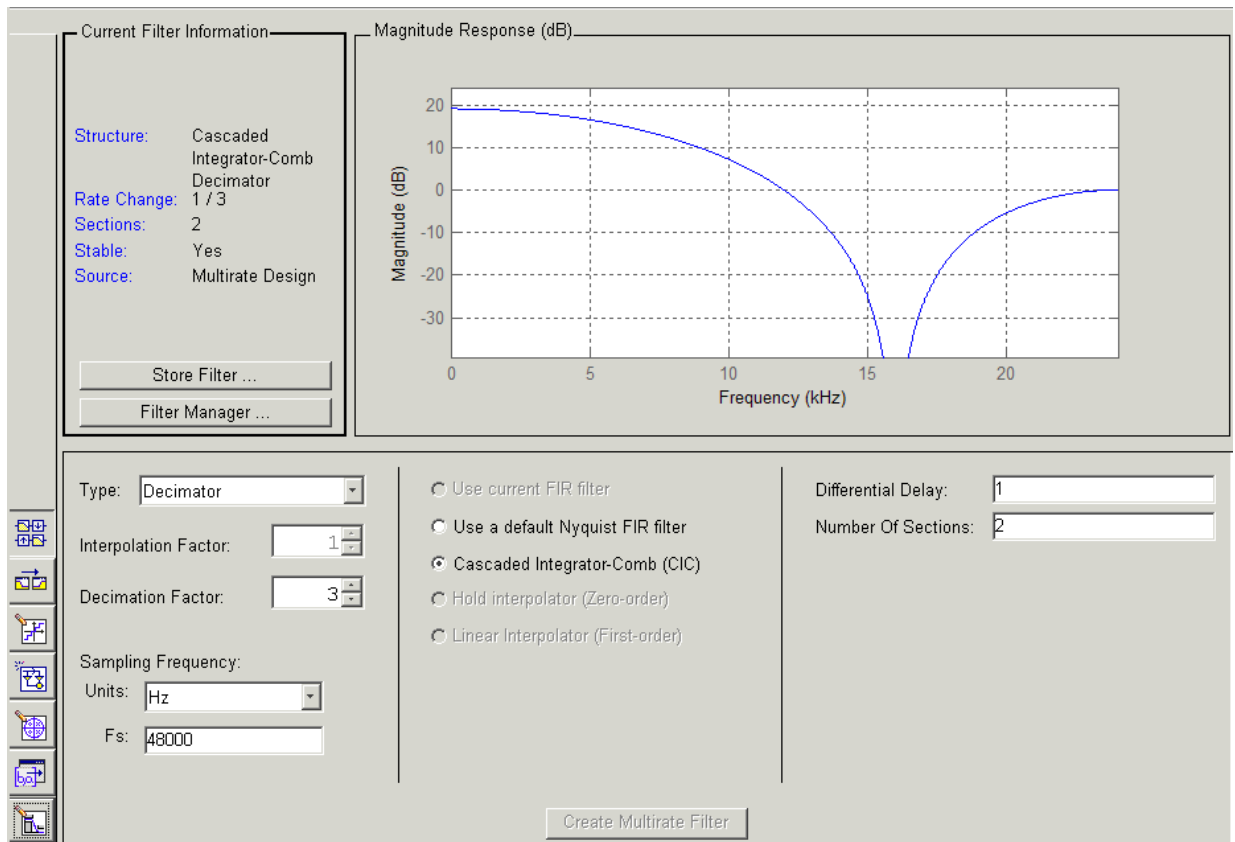 Current Filter Information
Structure: Cascaded
Integrator-Comb
Decimator
Rate Change: 1 / 3
Sections: 2
Stable: Yes
Source: Multirate Design
Store Filter ...
Filter Manager ...
Magnitude Response (dB)
Magnitude (dB)
20
10
0
-10
-20
-30
0 5 10 15 20
Frequency (kHz)
Type: Decimator
Interpolation Factor: 1
Decimation Factor: 3
Sampling Frequency:
Units: Hz
Fs: 48000
Use current FIR filter
Use a default Nyquist FIR filter
Cascaded Integrator-Comb (CIC)
Hold interpolator (Zero-order)
Linear Interpolator (First-order)
Differential Delay: 1
Number Of Sections: 2
Create Multirate Filter
[b,a]